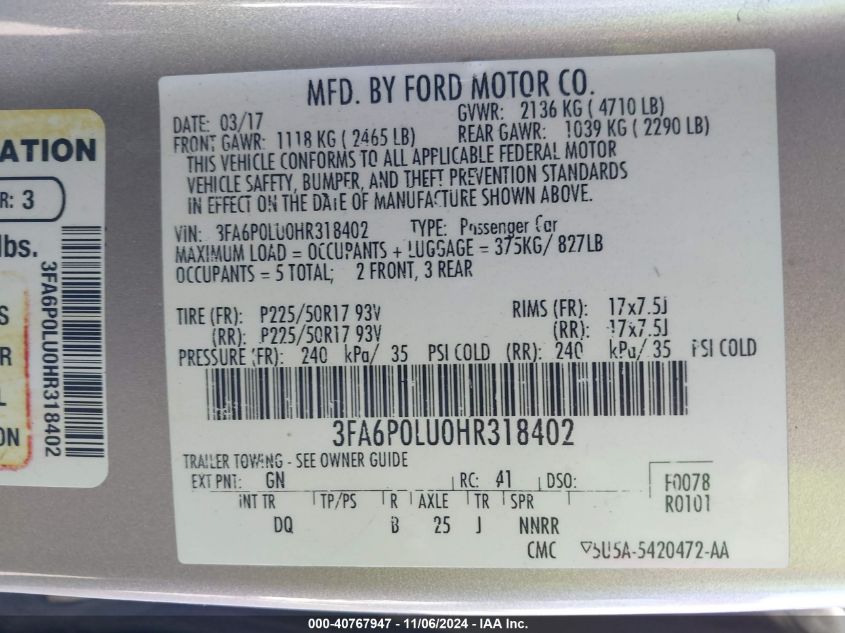 MFD. BY FORD MOTOR CO.
DATE: 03/17 GVWR: 2136 KG ( 4710 LB)
FRONT GAWR: 1118 KG ( 2465 LB) REAR GAWR: 1039 KG ( 2290 LB)
THIS VEHICLE CONFORMS TO ALL APPLICABLE FEDERAL MOTOR
VEHICLE SAFETY, BUMPER, AND THEFT PREVENTION STANDARDS
IN EFFECT ON THE DATE OF MANUFACTURE SHOWN ABOVE.
VIN: 3FA6P0LU0HR318402 TYPE: Passenger Car
MAXIMUM LOAD = OCCUPANTS + LUGGAGE = 375KG/ 827LB
OCCUPANTS = 5 TOTAL; 2 FRONT, 3 REAR
TIRE (FR): P225/50R17 93V RIMS (FR): 17x7.5J
(RR): P225/50R17 93V (RR): 17x7.5J
PRESSURE (FR): 240 kPa/ 35 PSI COLD (RR): 240 kPa/ 35 PSI COLD
3FA6P0LU0HR318402
TRAILER TOWING - SEE OWNER GUIDE
EXT PNT: GN RC: 41 DSO: F0078
INT TR TP/PS R AXLE TR SPR R0101
DQ B 25 J NNRR
CMC 5U5A-5420472-AA
ATION
R: 3
lbs.
S
R
L
ON
3FA6P0LU0HR318402
000-40767947 - 11/06/2024 - IAA Inc.